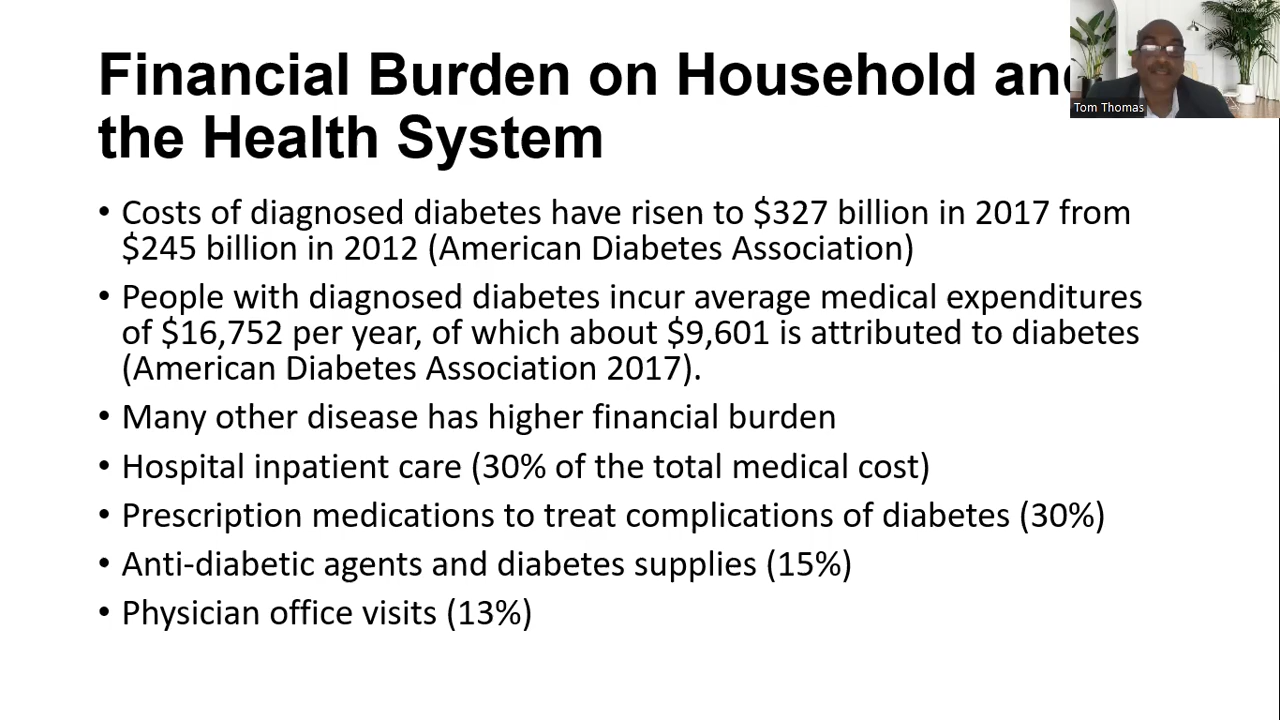 Financial Burden on Household and
the Health System
Tom Thomas
• Costs of diagnosed diabetes have risen to $327 billion in 2017 from
$245 billion in 2012 (American Diabetes Association)
• People with diagnosed diabetes incur average medical expenditures
of $16,752 per year, of which about $9,601 is attributed to diabetes
(American Diabetes Association 2017).
• Many other disease has higher financial burden
• Hospital inpatient care (30% of the total medical cost)
• Prescription medications to treat complications of diabetes (30%)
• Anti-diabetic agents and diabetes supplies (15%)
• Physician office visits (13%)